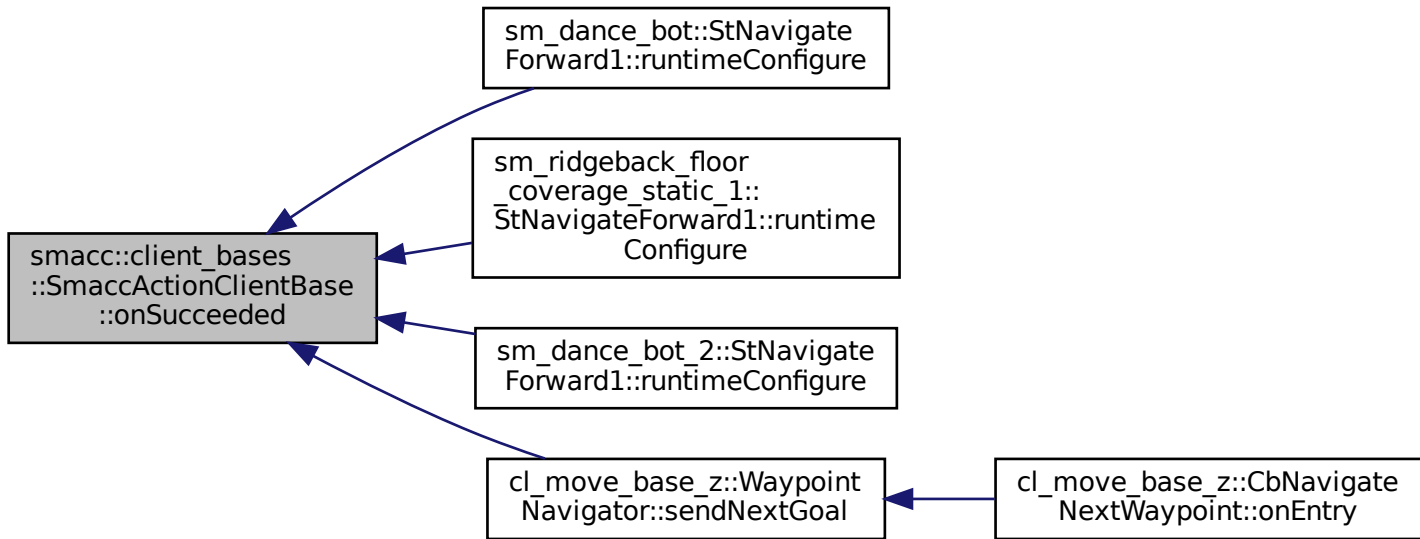 sm_dance_bot::StNavigate
Forward1::runtimeConfigure
sm_ridgeback_floor
_coverage_static_1::
StNavigateForward1::runtime
Configure
smacc::client_bases
::SmaccActionClientBase
::onSucceeded
sm_dance_bot_2::StNavigate
Forward1::runtimeConfigure
cl_move_base_z::Waypoint
Navigator::sendNextGoal
cl_move_base_z::CbNavigate
NextWaypoint::onEntry